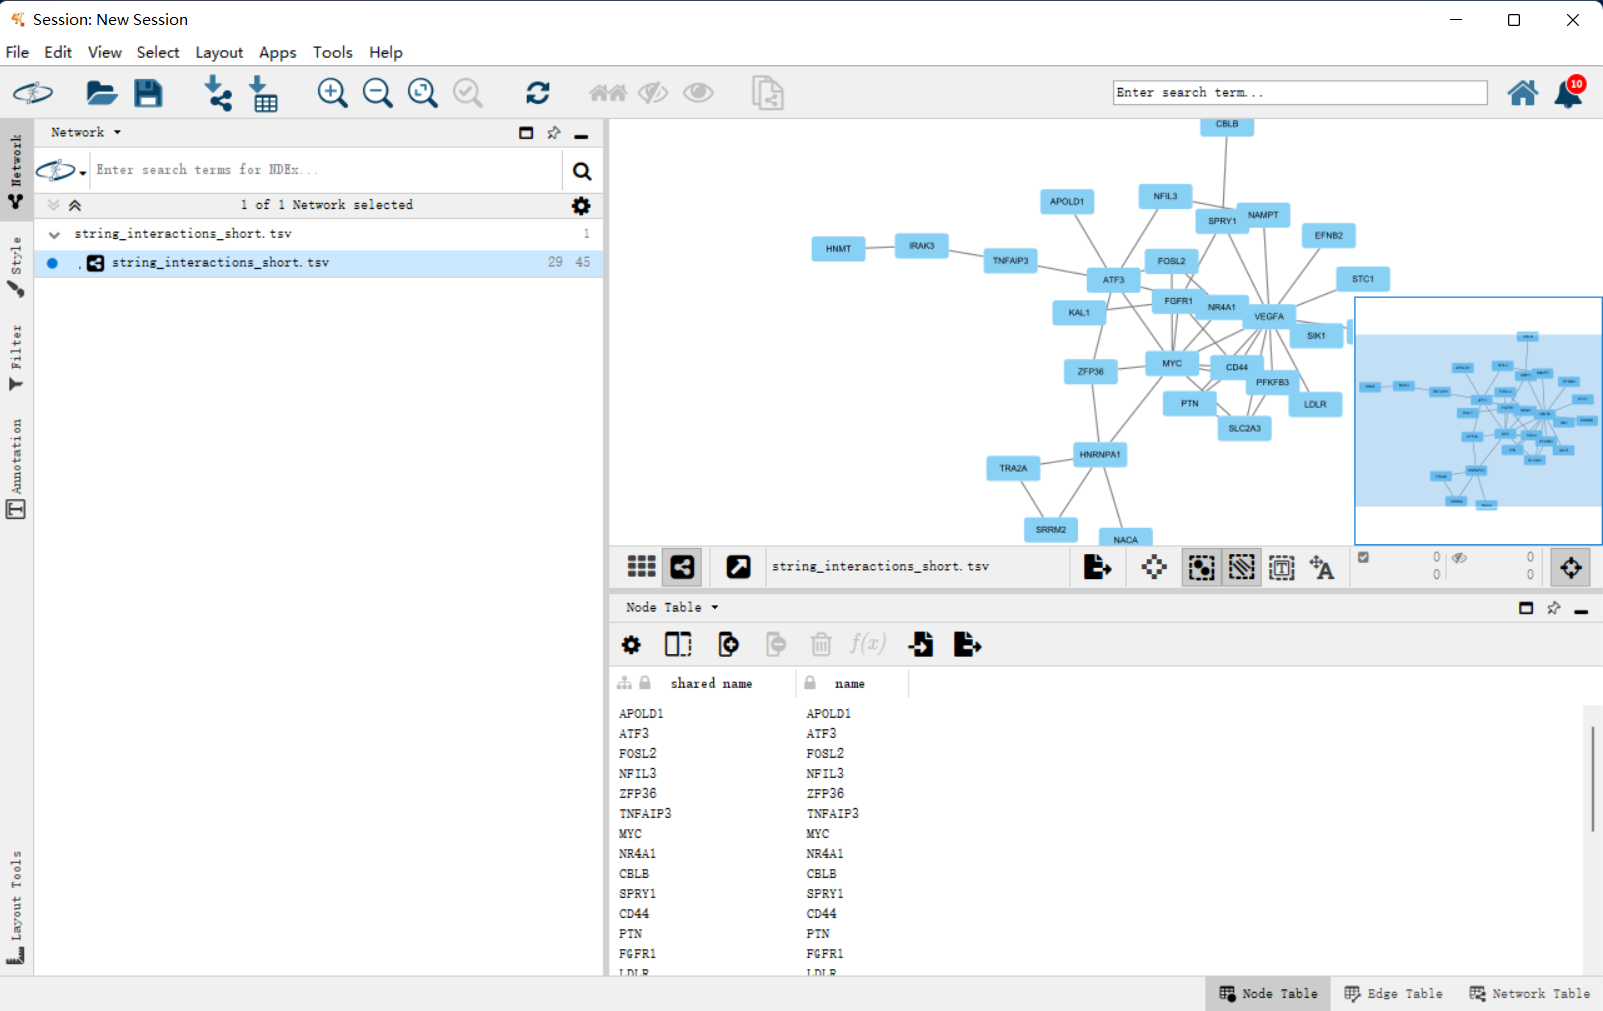 Session: New Session
File Edit View Select Layout Apps Tools Help
Enter search term...
10
Network
Style
Filter
Annotation
Layout Tools
Network
Enter search terms for NDEx...
1 of 1 Network selected
string_interactions_short.tsv 1
string_interactions_short.tsv 29 45
CBLB
APOLD1
NFIL3
SPRY1
NAMPT
EFNB2
HNMT
IRAK3
TNFAIP3
FOSL2
ATF3
STC1
KAL1
FGFR1
NR4A1
VEGFA
SIK1
ZFP36
MYC
CD44
PFKFB3
PTN
LDLR
SLC2A3
HNRNPA1
TRA2A
SRRM2
NACA
string_interactions_short.tsv
0 0
0 0
Node Table
f(x)
shared name name
APOLD1 APOLD1
ATF3 ATF3
FOSL2 FOSL2
NFIL3 NFIL3
ZFP36 ZFP36
TNFAIP3 TNFAIP3
MYC MYC
NR4A1 NR4A1
CBLB CBLB
SPRY1 SPRY1
CD44 CD44
PTN PTN
FGFR1 FGFR1
LDLR LDLR
Node Table Edge Table Network Table